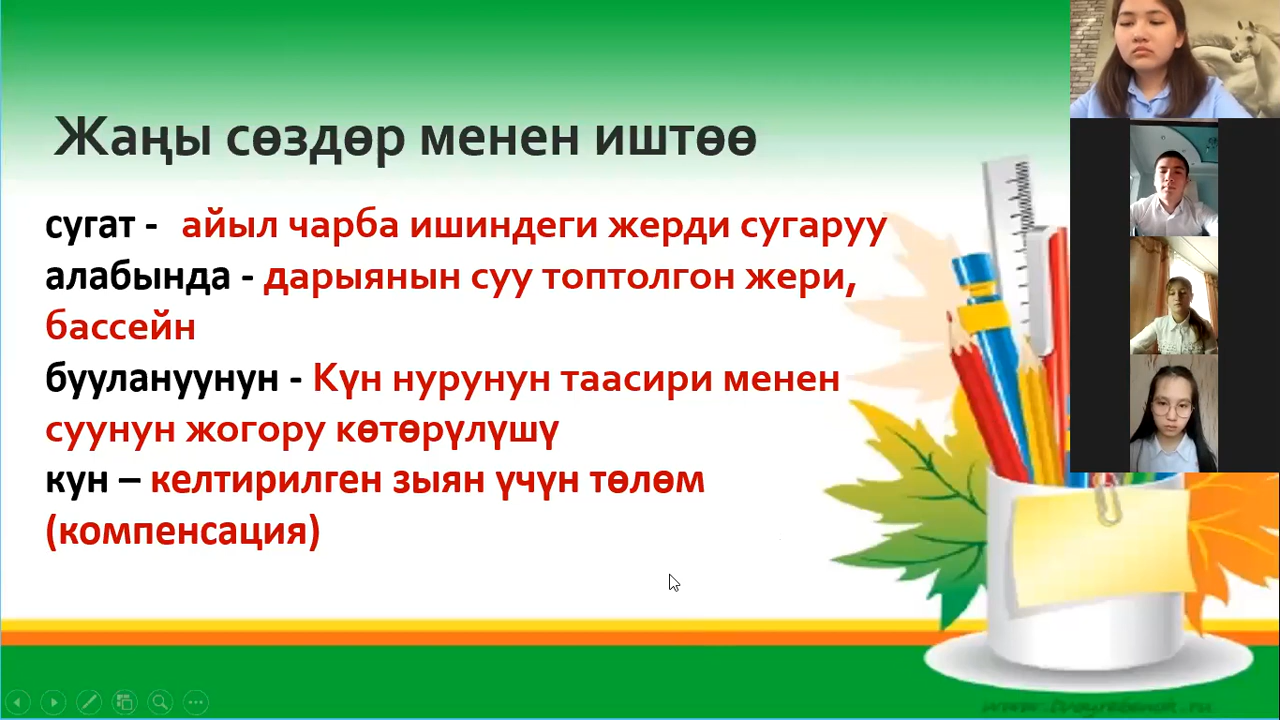 Жаңы сөздөр менен иштөө
сугат - айыл чарба ишиндеги жерди сугаруу
алабында - дарыянын суу топтолгон жери,
бассейн
буулануунун - Күн нурунун таасири менен
суунун жогору көтөрүлүшү
кун – келтирилген зыян үчүн төлөм
(компенсация)